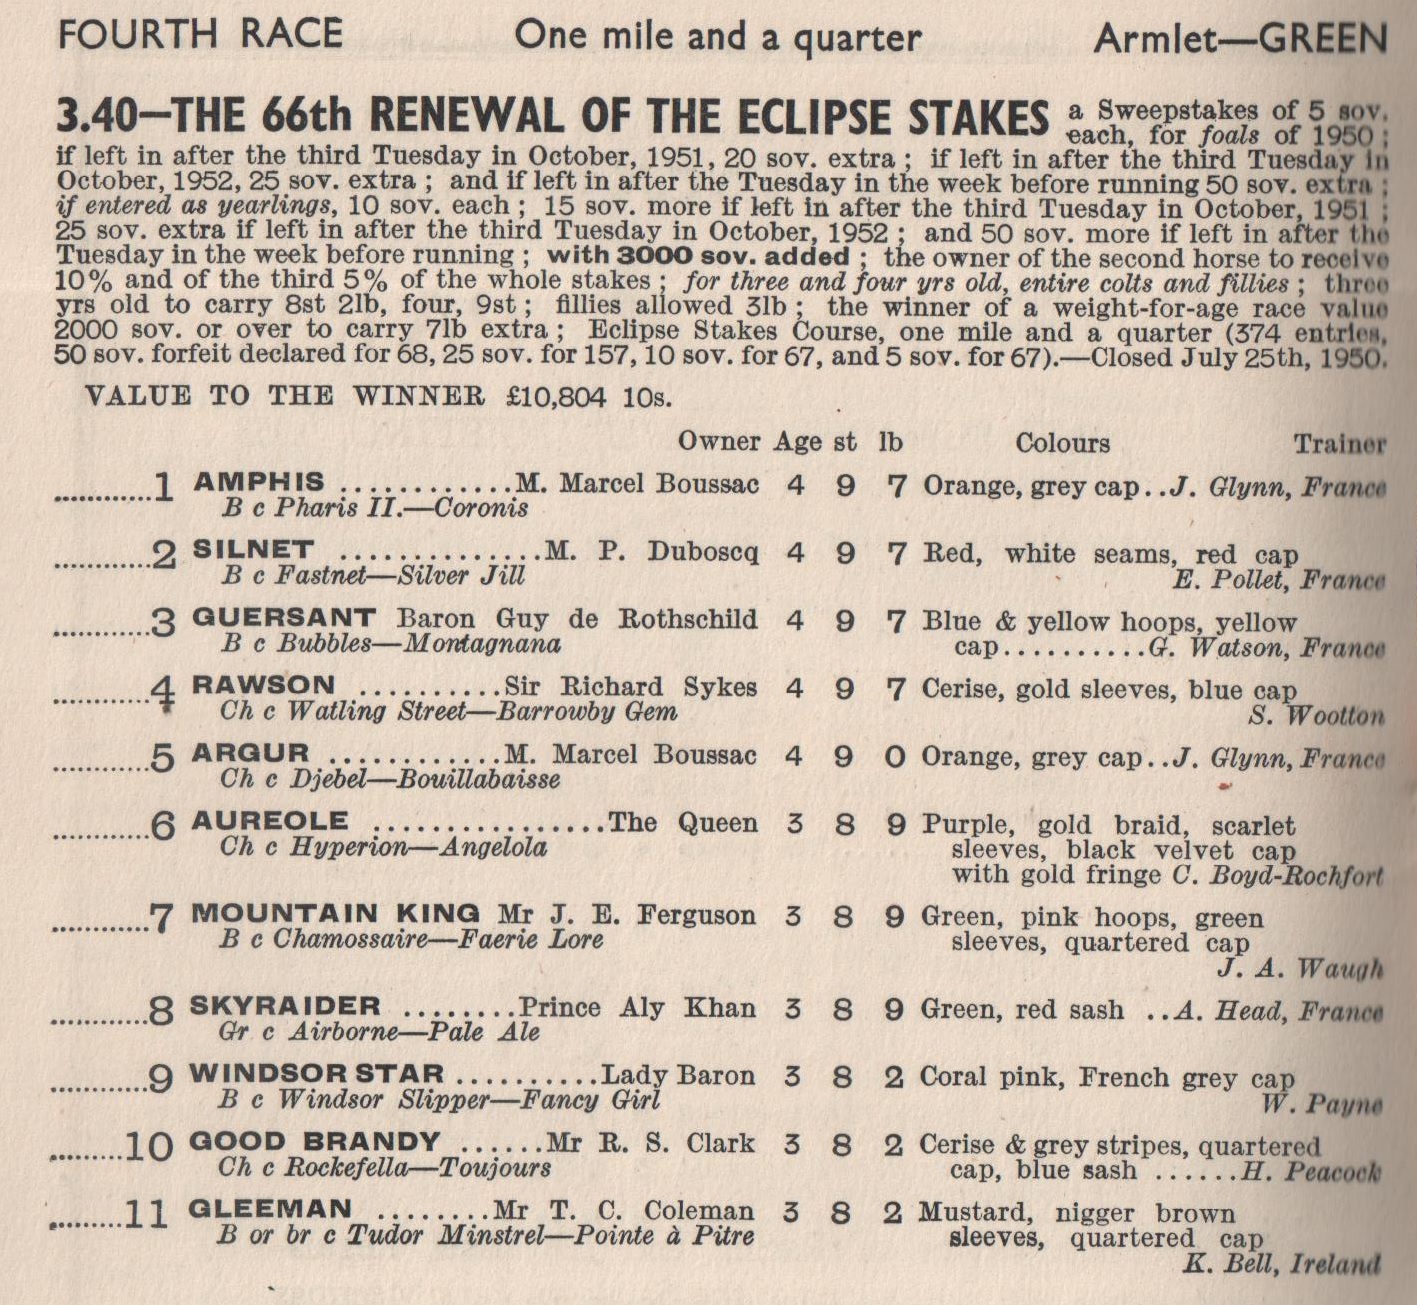 FOURTH RACE One mile and a quarter Armlet—GREEN
3.40—THE 66th RENEWAL OF THE ECLIPSE STAKES a Sweepstakes of 5 sov.
each, for foals of 1950 ;
if left in after the third Tuesday in October, 1951, 20 sov. extra ; if left in after the third Tuesday in
October, 1952, 25 sov. extra ; and if left in after the Tuesday in the week before running 50 sov. extra ;
if entered as yearlings, 10 sov. each ; 15 sov. more if left in after the third Tuesday in October, 1951 ;
25 sov. extra if left in after the third Tuesday in October, 1952 ; and 50 sov. more if left in after the
Tuesday in the week before running ; with 3000 sov. added ; the owner of the second horse to receive
10% and of the third 5% of the whole stakes ; for three and four yrs old, entire colts and fillies ; three
yrs old to carry 8st 2lb, four, 9st ; fillies allowed 3lb ; the winner of a weight-for-age race value
2000 sov. or over to carry 7lb extra ; Eclipse Stakes Course, one mile and a quarter (374 entries,
50 sov. forfeit declared for 68, 25 sov. for 157, 10 sov. for 67, and 5 sov. for 67).—Closed July 25th, 1950.
VALUE TO THE WINNER £10,804 10s.
Owner Age st lb Colours Trainer
............1 AMPHIS ............M. Marcel Boussac 4 9 7 Orange, grey cap..J. Glynn, France
B c Pharis II.—Coronis
............2 SILNET ..............M. P. Duboscq 4 9 7 Red, white seams, red cap
B c Fastnet—Silver Jill E. Pollet, France
............3 GUERSANT Baron Guy de Rothschild 4 9 7 Blue & yellow hoops, yellow
B c Bubbles—Montagnana cap..........G. Watson, France
............4 RAWSON ..........Sir Richard Sykes 4 9 7 Cerise, gold sleeves, blue cap
Ch c Watling Street—Barrowby Gem S. Wootton
............5 ARGUR ............M. Marcel Boussac 4 9 0 Orange, grey cap..J. Glynn, France
Ch c Djebel—Bouillabaisse
............6 AUREOLE ................The Queen 3 8 9 Purple, gold braid, scarlet
Ch c Hyperion—Angelola sleeves, black velvet cap
with gold fringe C. Boyd-Rochfort
............7 MOUNTAIN KING Mr J. E. Ferguson 3 8 9 Green, pink hoops, green
B c Chamossaire—Faerie Lore sleeves, quartered cap
J. A. Waugh
............8 SKYRAIDER ........Prince Aly Khan 3 8 9 Green, red sash ..A. Head, France
Gr c Airborne—Pale Ale
............9 WINDSOR STAR ..........Lady Baron 3 8 2 Coral pink, French grey cap
B c Windsor Slipper—Fancy Girl W. Payne
.........10 GOOD BRANDY ......Mr R. S. Clark 3 8 2 Cerise & grey stripes, quartered
Ch c Rockefella—Toujours cap, blue sash ......H. Peacock
.........11 GLEEMAN ........Mr T. C. Coleman 3 8 2 Mustard, nigger brown
B or br c Tudor Minstrel—Pointe à Pitre sleeves, quartered cap
K. Bell, Ireland